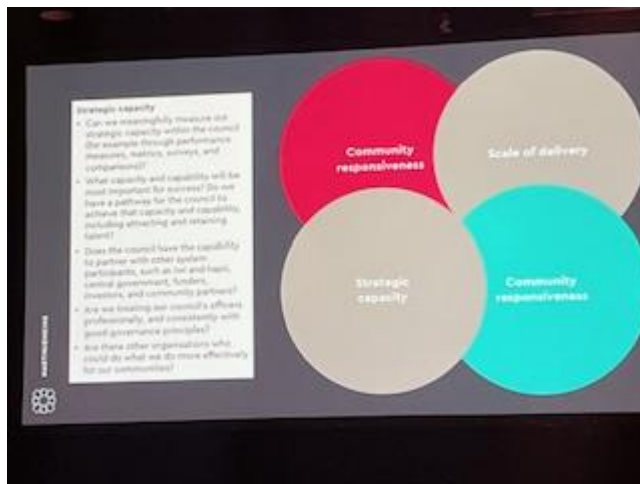 Strategic capacity
• Can we meaningfully measure our
strategic capacity within the council
(for example through performance
measures, metrics, surveys, and
comparisons)?
• What capacity and capability will be
most important for success? Do we
have a pathway for the council to
achieve that capacity and capability,
including attracting and retaining
talent?
• Does the council have the capability
to partner with other system
participants, such as iwi and hapū,
central government, funders,
investors, and community partners?
• Are we treating our council's officers
professionally, and consistently with
good governance principles?
• Are there other organisations who
could do what we do more effectively
for our communities?
Community
responsiveness
Scale of delivery
Strategic
capacity
Community
responsiveness
MARTINJENKINS